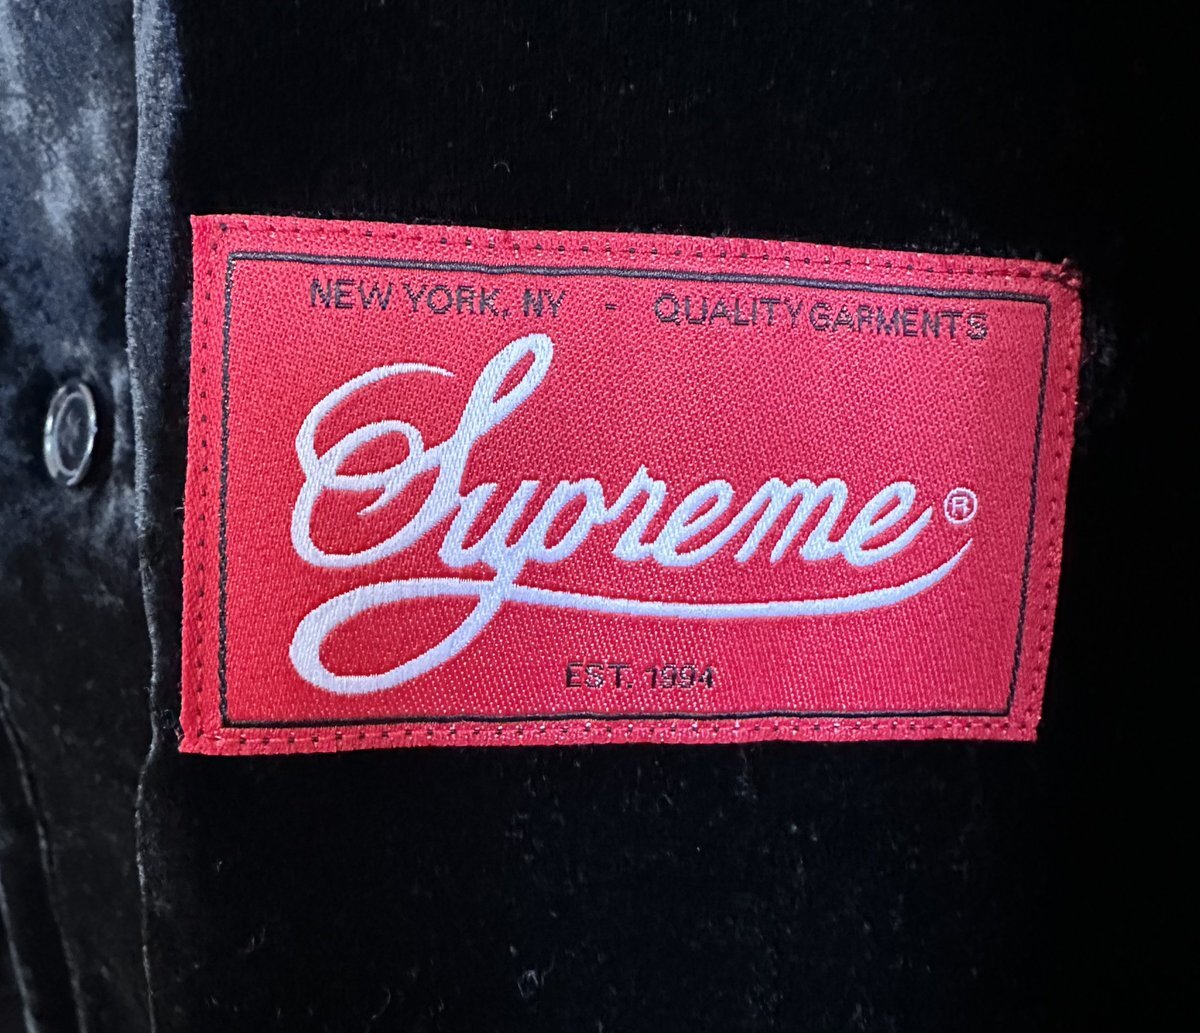 NEW YORK, NY - QUALITY GARMENTS
Supreme®
EST. 1994